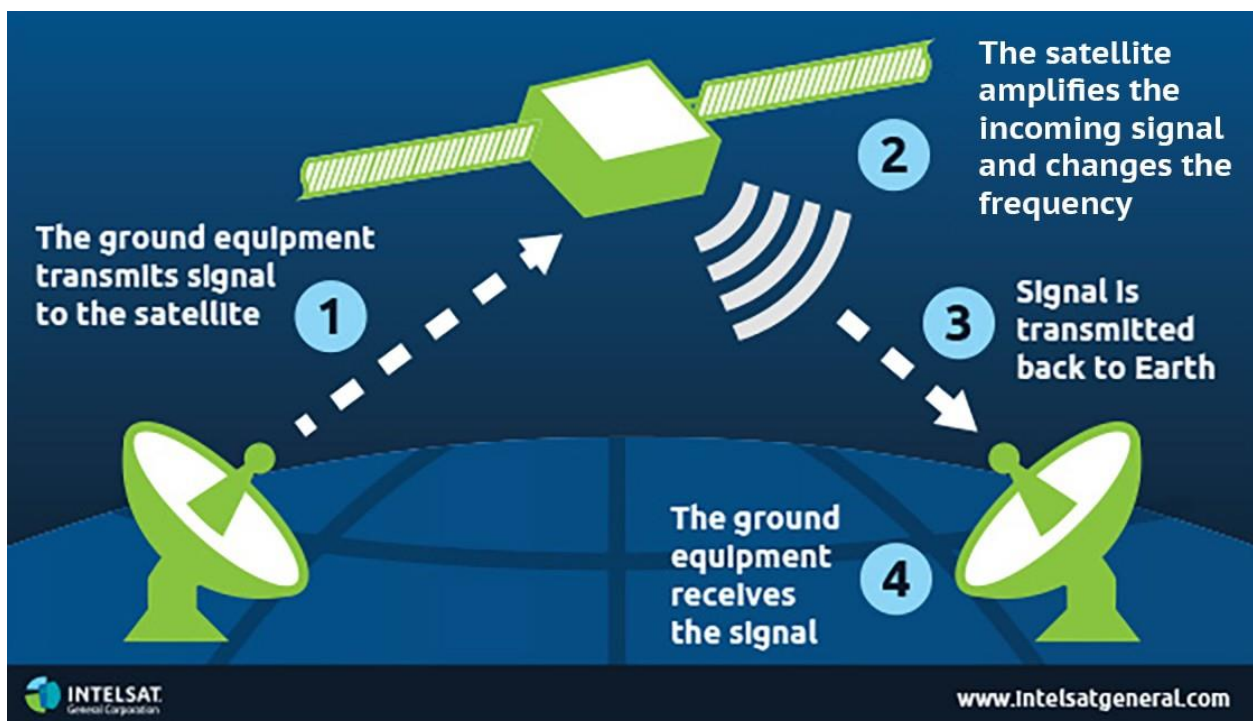 The ground equipment
transmits signal
to the satellite
1
2
The satellite
amplifies the
incoming signal
and changes the
frequency
3
Signal is
transmitted
back to Earth
The ground
equipment
receives
the signal
4
INTELSAT.
General Corporation
www.intelsatgeneral.com